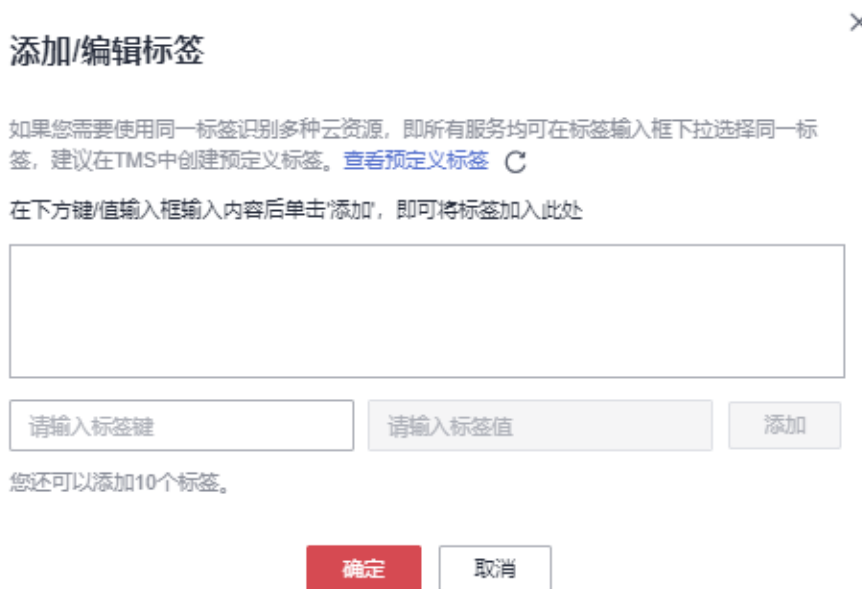 添加/编辑标签
如果您需要使用同一标签识别多种云资源，即所有服务均可在标签输入框下拉选择同一标
签，建议在TMS中创建预定义标签。查看预定义标签
在下方键/值输入框输入内容后单击'添加'，即可将标签加入此处
请输入标签键 请输入标签值 添加
您还可以添加10个标签。
确定 取消